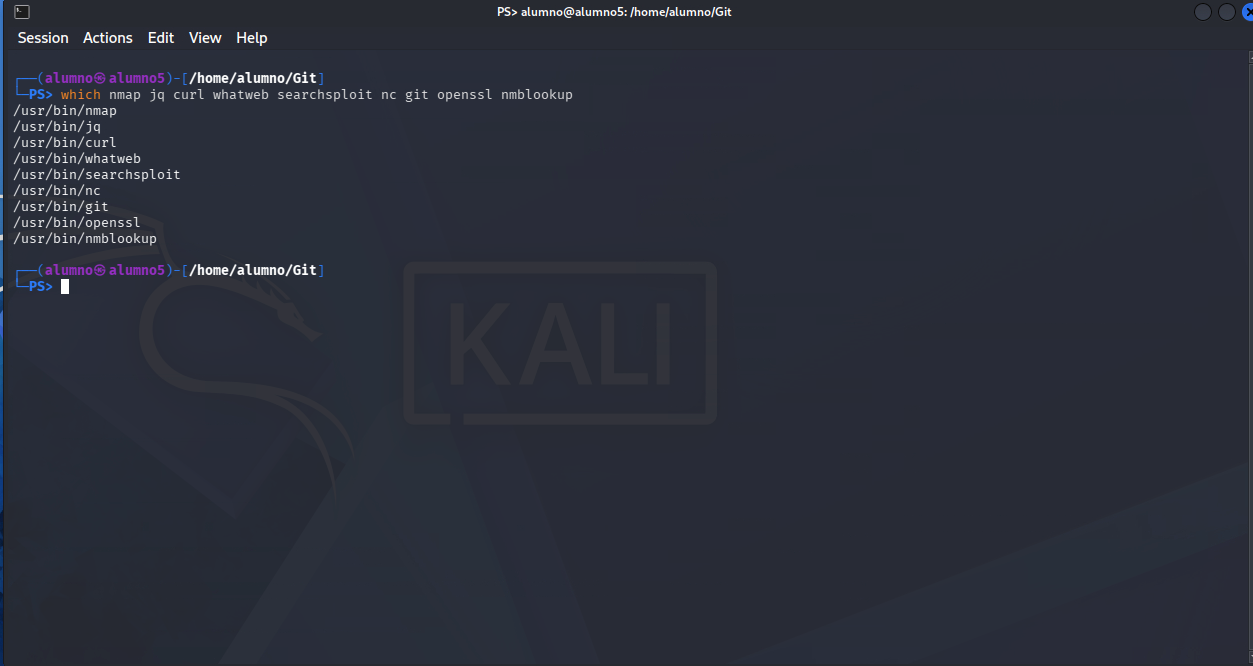 PS> alumno@alumno5: /home/alumno/Git
Session Actions Edit View Help
┌──(alumno㉿alumno5)-[/home/alumno/Git]
└─PS> which nmap jq curl whatweb searchsploit nc git openssl nmblookup
/usr/bin/nmap
/usr/bin/jq
/usr/bin/curl
/usr/bin/whatweb
/usr/bin/searchsploit
/usr/bin/nc
/usr/bin/git
/usr/bin/openssl
/usr/bin/nmblookup
┌──(alumno㉿alumno5)-[/home/alumno/Git]
└─PS>
KALI